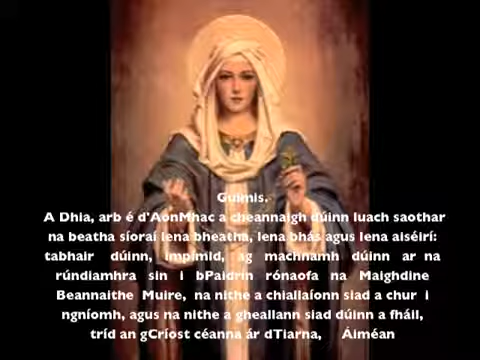 Guímis.
A Dhia, arb é d'AonMhac a cheannaigh dúinn luach saothar
na beatha síoraí lena bheatha, lena bhás agus lena aiséirí:
tabhair dúinn, impímid, ag machnamh dúinn ar na
rúndiamhra sin i bPaidrín rónaofa na Maighdine
Beannaithe Muire, na nithe a chiallaíonn siad a chur i
ngníomh, agus na nithe a gheallann siad dúinn a fháil,
tríd an gCríost céanna ár dTiarna, Áiméan